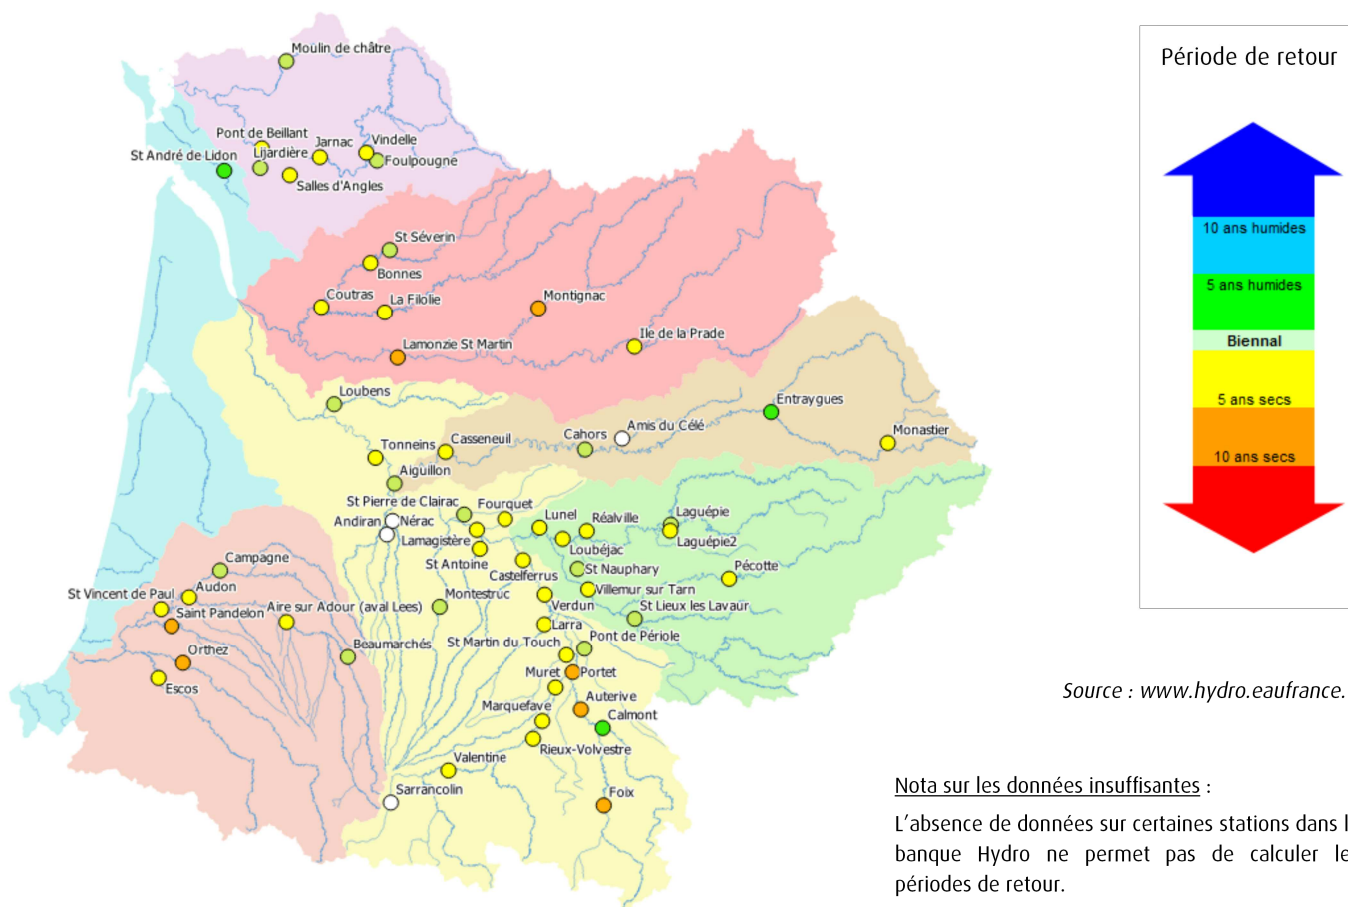 Moulin de châtre
Pont de Beillant
Jarnac
Vindelle
St André de Lidon
Lijardière
Foulpougne
Salles d'Angles
St Séverin
Bonnes
Coutras
La Filolie
Montignac
Lamonzie St Martin
Ile de la Prade
Loubens
Entraygues
Amis du Célé
Cahors
Monastier
Tonneins
Casseneuil
Aiguillon
St Pierre de Clairac
Fourquet
Andiran
Nérac
Lunel
Réalville
Laguépie
Lamagistère
Laguépie2
Loubéjac
St Antoine
Castelferrus
St Nauphary
Pécotte
Campagne
Audon
St Vincent de Paul
Villemur sur Tarn
Montestruc
Verdun
St Lieux les Lavaur
Saint Pandelon
Aire sur Adour (aval Lees)
Larra
Orthez
Beaumarchés
St Martin du Touch
Pont de Périole
Muret
Portet
Escos
Auterive
Marquefave
Calmont
Rieux-Volvestre
Valentine
Sarrancolin
Foix
Période de retour
10 ans humides
5 ans humides
Biennal
5 ans secs
10 ans secs
Source : www.hydro.eaufrance.
Nota sur les données insuffisantes :
L'absence de données sur certaines stations dans l
banque Hydro ne permet pas de calculer le
périodes de retour.